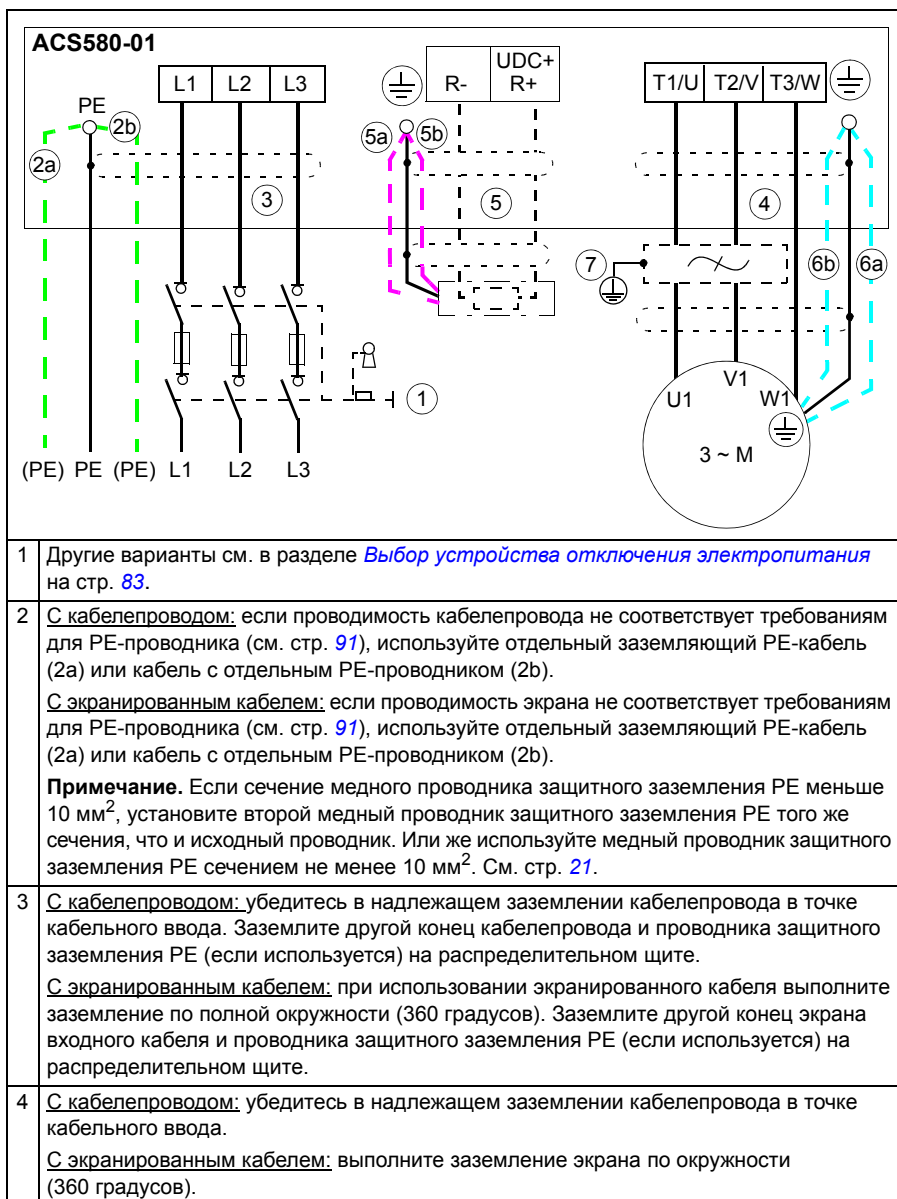 ACS580-01
L1 L2 L3
R- UDC+
R+
T1/U T2/V T3/W
PE
2b
5a 5b
2a
3
5
4
7
6b 6a
1
U1 V1 W1
3 ~ M
(PE) PE (PE) L1 L2 L3
1 Другие варианты см. в разделе Выбор устройства отключения электропитания
на стр. 83.
2 С кабелепроводом: если проводимость кабелепровода не соответствует требованиям
для PE-проводника (см. стр. 91), используйте отдельный заземляющий PE-кабель
(2a) или кабель с отдельным PE-проводником (2b).
С экранированным кабелем: если проводимость экрана не соответствует требованиям
для PE-проводника (см. стр. 91), используйте отдельный заземляющий PE-кабель
(2a) или кабель с отдельным PE-проводником (2b).
Примечание. Если сечение медного проводника защитного заземления PE меньше
10 мм², установите второй медный проводник защитного заземления PE того же
сечения, что и исходный проводник. Или же используйте медный проводник защитного
заземления PE сечением не менее 10 мм². См. стр. 21.
3 С кабелепроводом: убедитесь в надлежащем заземлении кабелепровода в точке
кабельного ввода. Заземлите другой конец кабелепровода и проводника защитного
заземления PE (если используется) на распределительном щите.
С экранированным кабелем: при использовании экранированного кабеля выполните
заземление по полной окружности (360 градусов). Заземлите другой конец экрана
входного кабеля и проводника защитного заземления PE (если используется) на
распределительном щите.
4 С кабелепроводом: убедитесь в надлежащем заземлении кабелепровода в точке
кабельного ввода.
С экранированным кабелем: выполните заземление экрана по окружности
(360 градусов).